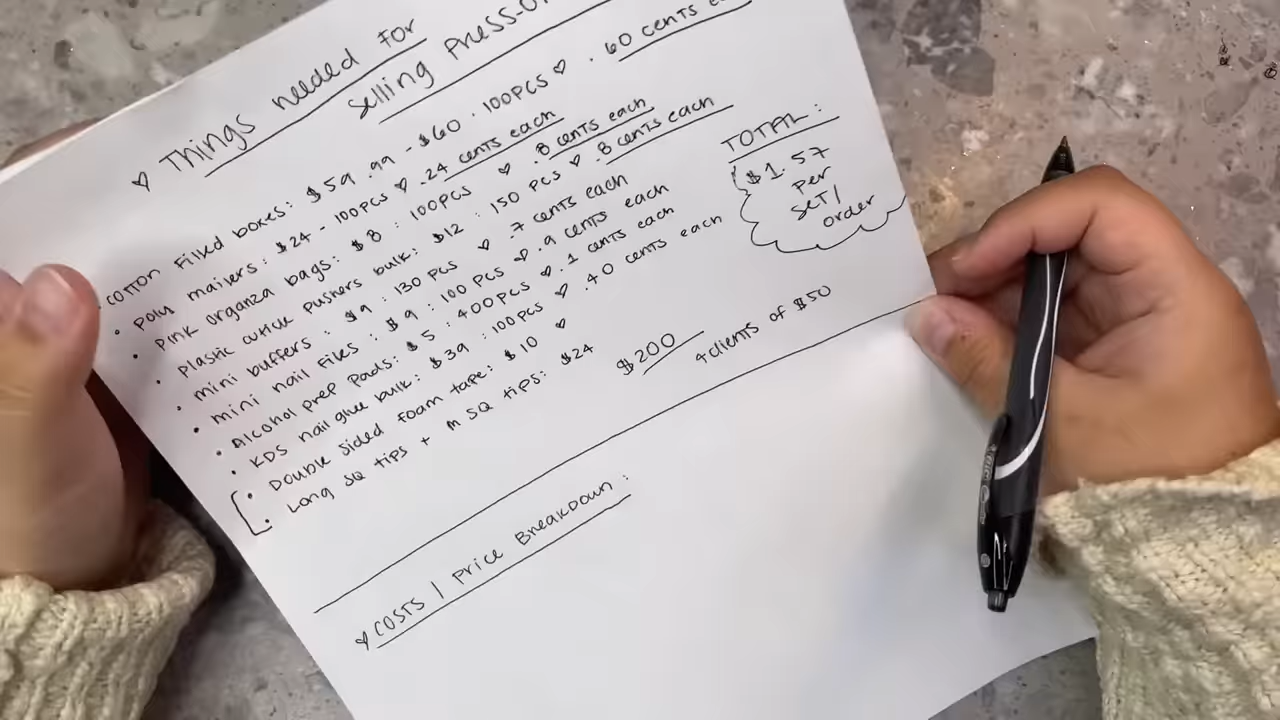 ♡ Things needed for
selling press-o
• cotton filled boxes: $59.99 - $60 • 100pcs ♡ .60 cents e
• poly mailers: $24 - 100pcs ♡ .24 cents each
• pink organza bags: $8 : 100pcs ♡ .8 cents each
• plastic cuticle pushers bulk: $12 : 150 pcs ♡ .8 cents each
• mini buffers : $9 : 130 pcs ♡ .7 cents each
• mini nail files : $9 : 100 pcs ♡ .9 cents each
• Alcohol prep pads: $5 : 400pcs ♡ .1 cents each
• KDS nail glue bulk: $39 : 100pcs ♡ .40 cents each
• Double sided foam tape: $10 ♡
• Long SQ tips + m SQ tips: $24
TOTAL:
$1.57
per
SET/
order
$200
4 clients of $50
♡ COSTS / Price Breakdown: